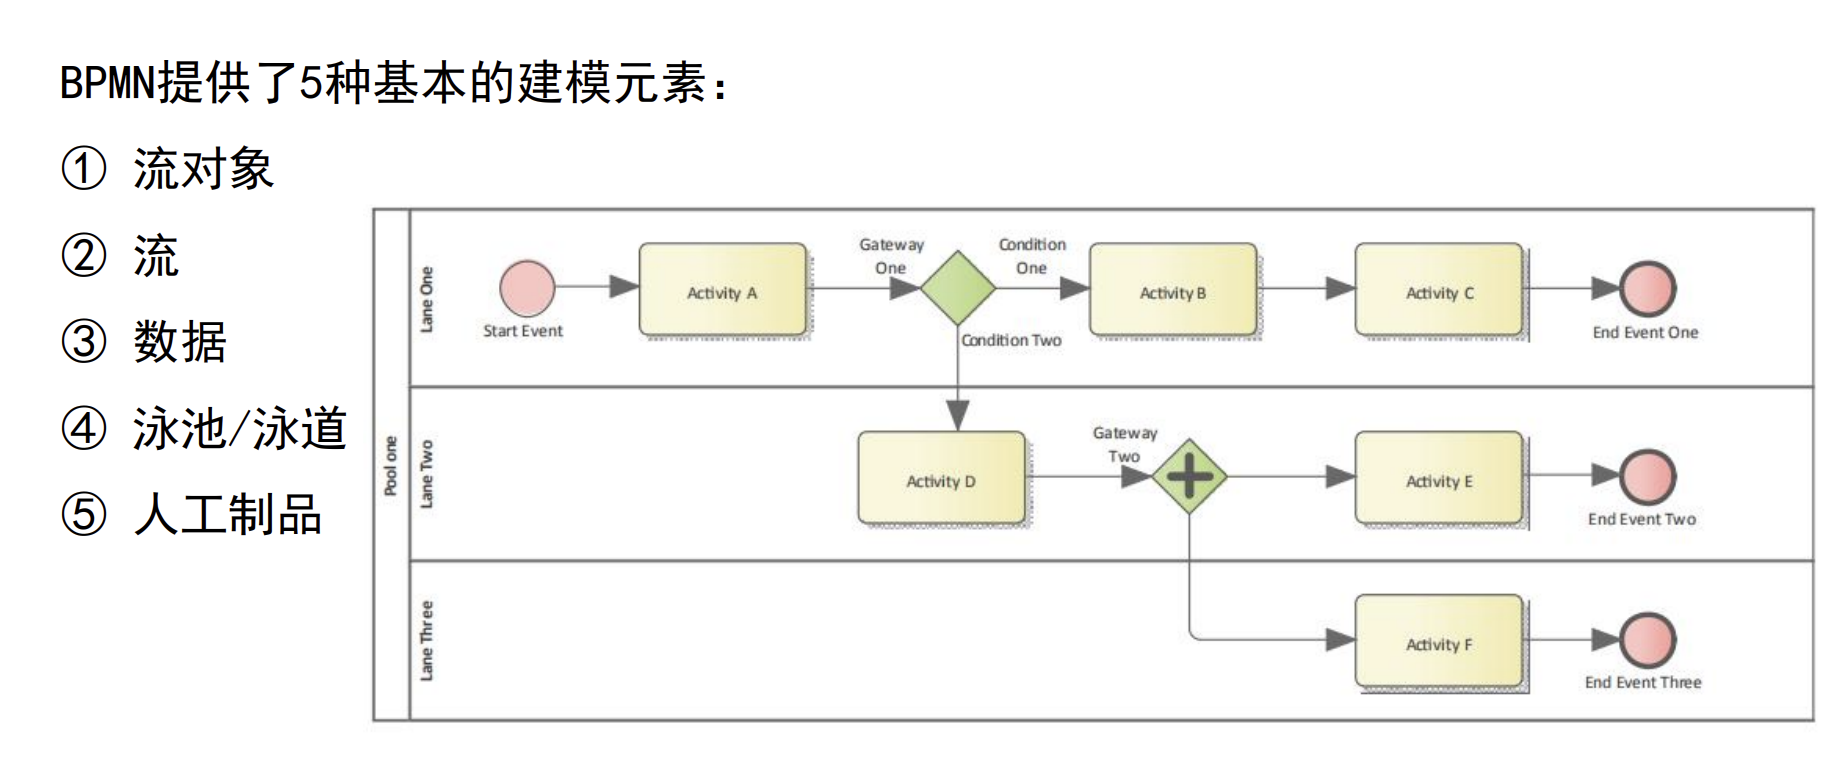 BPMN提供了5种基本的建模元素：
① 流对象
② 流
③ 数据
④ 泳池/泳道
⑤ 人工制品
Pool one
Lane One
Start Event
Activity A
Gateway
One
Condition
One
Condition Two
Activity B
Activity C
End Event One
Lane Two
Activity D
Gateway
Two
Activity E
End Event Two
Lane Three
Activity F
End Event Three